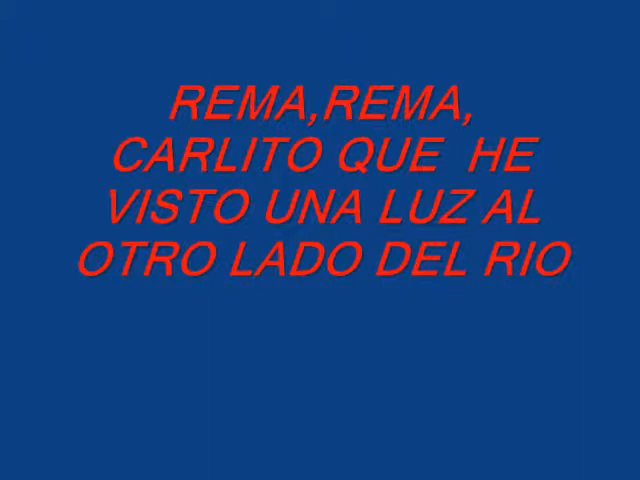 REMA,REMA,
CARLITO QUE  HE
VISTO UNA LUZ AL
OTRO LADO DEL RIO